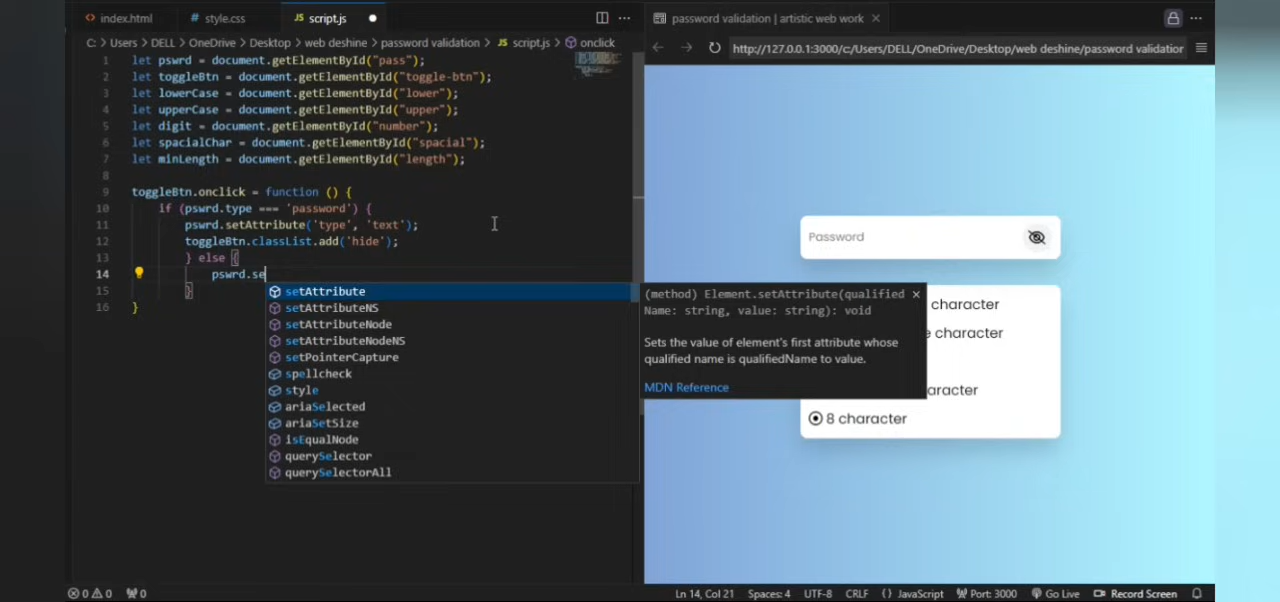 index.html
# style.css
JS script.js
password validation | artistic web work
C: > Users > DELL > OneDrive > Desktop > web deshine > password validation > JS script.js > onclick
http://127.0.0.1:3000/c:/Users/DELL/OneDrive/Desktop/web deshine/password validation
1 let pswrd = document.getElementById("pass");
2 let toggleBtn = document.getElementById("toggle-btn");
3 let lowerCase = document.getElementById("lower");
4 let upperCase = document.getElementById("upper");
5 let digit = document.getElementById("number");
6 let spacialChar = document.getElementById("spacial");
7 let minLength = document.getElementById("length");
8
9 toggleBtn.onclick = function () {
10 if (pswrd.type === 'password') {
11 pswrd.setAttribute('type', 'text');
12 toggleBtn.classList.add('hide');
13 } else {
14 pswrd.se
15 }
16 }
setAttribute
setAttributeNS
setAttributeNode
setAttributeNodeNS
setPointerCapture
spellcheck
style
ariaSelected
ariaSetSize
isEqualNode
querySelector
querySelectorAll
(method) Element.setAttribute(qualified
Name: string, value: string): void
Sets the value of element's first attribute whose
qualified name is qualifiedName to value.
MDN Reference
Password
character
character
8 character
0 0 0
Ln 14, Col 21 Spaces: 4 UTF-8 CRLF {} JavaScript Port: 3000 Go Live Record Screen